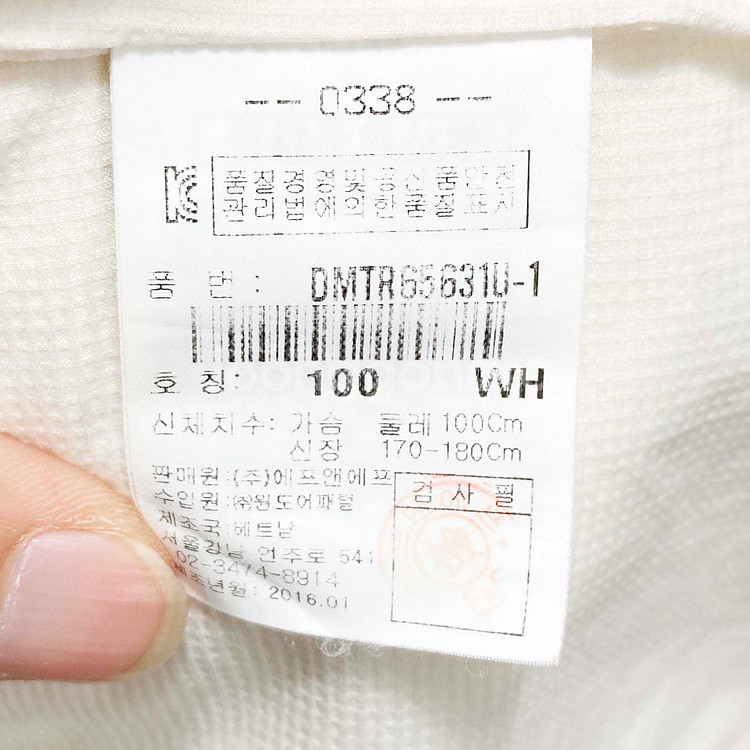 -- 0338 --
품질경영및공산품안전
관리법에의한품질표시
품 번 : DMTR65631U-1
호 칭: 100 WH
신체치수: 가슴 둘레 100Cm
신장 170-180Cm
판매원:(주)에프앤에프
수입원:㈜원도어패럴
제조국:베트남
서울강남 언주로 541
02-3474-8914
제조년월: 2016.01
검 사 필